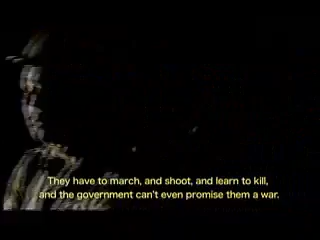 They have to march, and shoot, and learn to kill,
and the government can't even promise them a war.